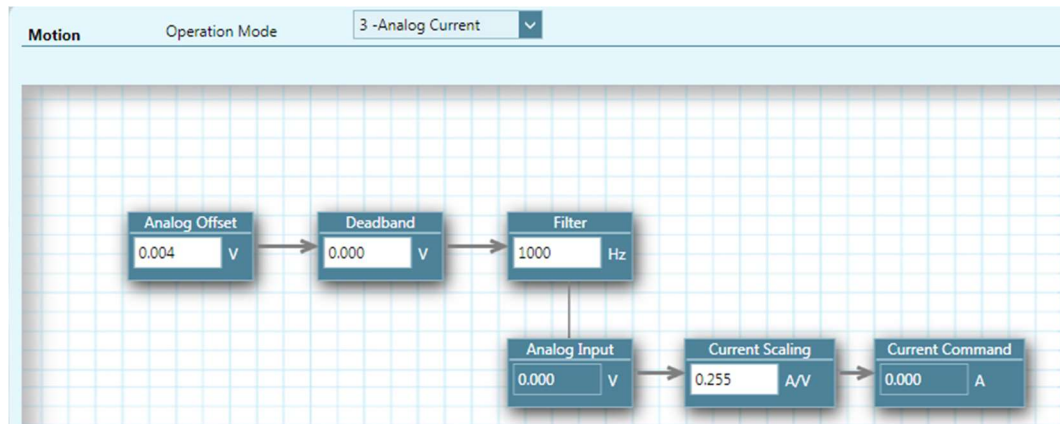 Motion Operation Mode 3 -Analog Current
Analog Offset Deadband Filter
0.004 V 0.000 V 1000 Hz
Analog Input Current Scaling Current Command
0.000 V 0.255 A/V 0.000 A